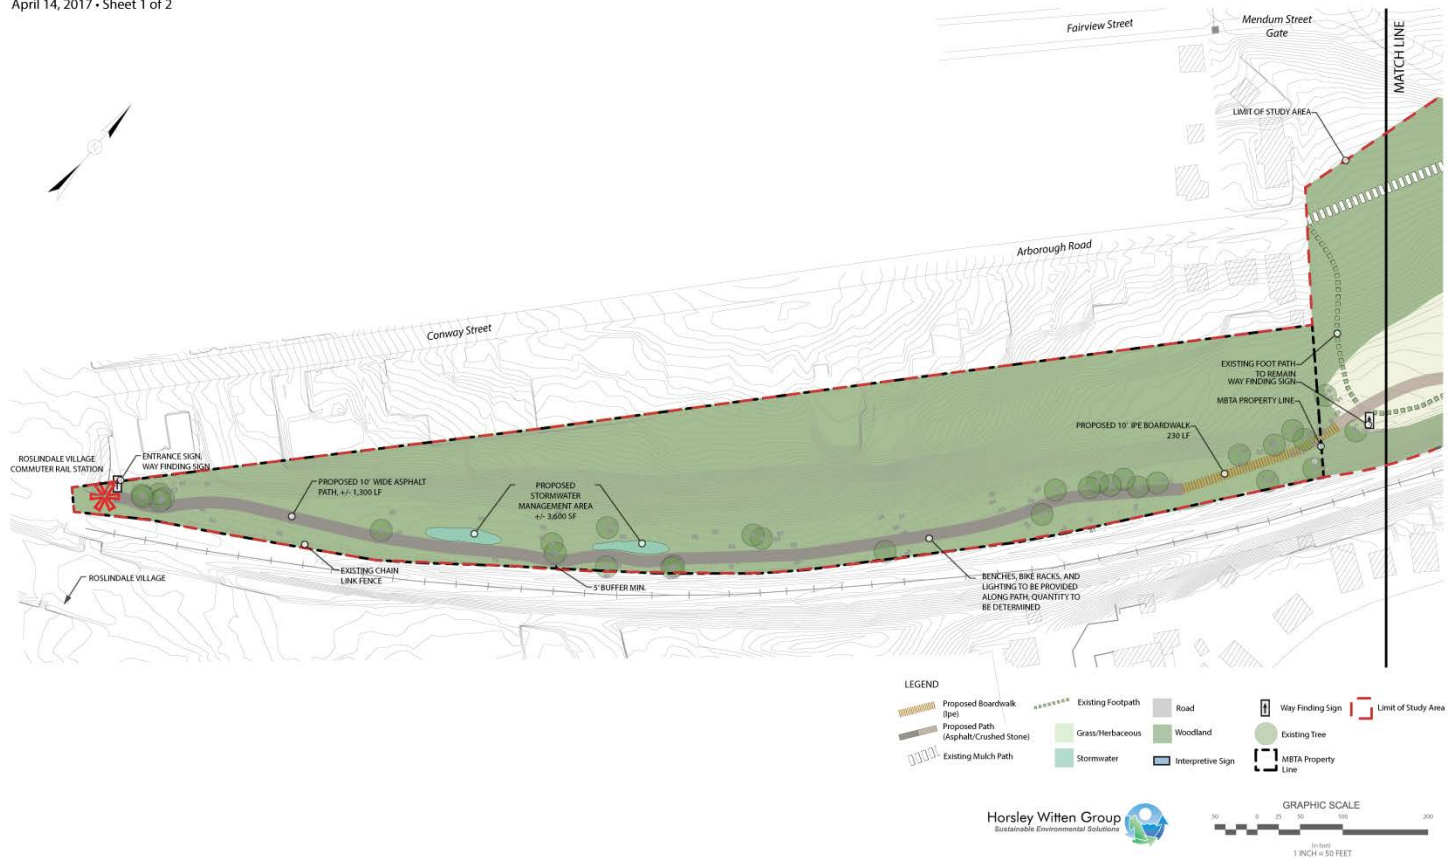 April 14, 2017 • Sheet 1 of 2
Fairview Street
Mendum Street
Gate
MATCH LINE
LIMIT OF STUDY AREA
Arborough Road
Conway Street
EXISTING FOOT PATH
TO REMAIN
WAY FINDING SIGN
MBTA PROPERTY LINE
PROPOSED 10' IPE BOARDWALK
230 LF
ROSLINDALE VILLAGE
COMMUTER RAIL STATION
ENTRANCE SIGN,
WAY FINDING SIGN
PROPOSED 10' WIDE ASPHALT
PATH, +/- 1,300 LF
PROPOSED
STORMWATER
MANAGEMENT AREA
+/- 3,600 SF
EXISTING CHAIN
LINK FENCE
ROSLINDALE VILLAGE
5' BUFFER MIN.
BENCHES, BIKE RACKS, AND
LIGHTING TO BE PROVIDED
ALONG PATH, QUANTITY TO
BE DETERMINED
LEGEND
Proposed Boardwalk
(Ipe)
Proposed Path
(Asphalt/Crushed Stone)
Existing Mulch Path
Existing Footpath
Grass/Herbaceous
Stormwater
Road
Woodland
Interpretive Sign
Way Finding Sign
Existing Tree
MBTA Property
Line
Limit of Study Area
Horsley Witten Group
Sustainable Environmental Solutions
GRAPHIC SCALE
50 0 25 50 100 200
(in feet)
1 INCH = 50 FEET